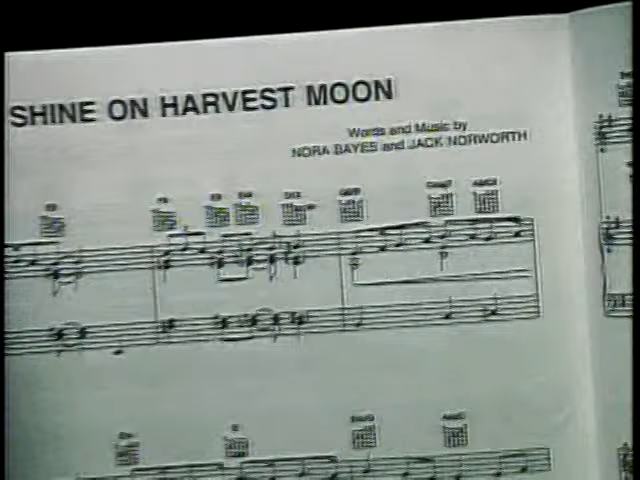 SHINE ON HARVEST MOON
Words and Music by
NORA BAYES and JACK NORWORTH